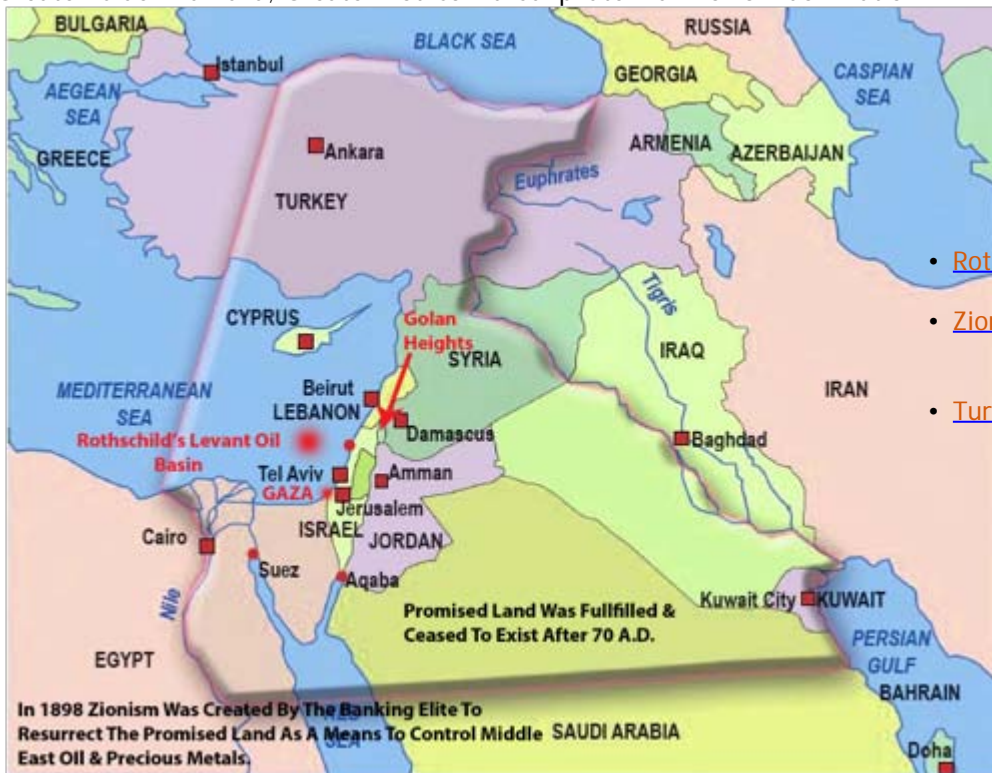 BULGARIA
BLACK SEA
RUSSIA
Istanbul
GEORGIA
CASPIAN
SEA
AEGEAN
SEA
Ankara
ARMENIA
AZERBAIJAN
GREECE
Euphrates
TURKEY
Tigris
• Rot
CYPRUS
Golan
Heights
SYRIA
IRAQ
• Zion
IRAN
MEDITERRANEAN
SEA
Beirut
LEBANON
• Tur
Rothschild's Levant Oil
Basin
Damascus
Baghdad
Tel Aviv
Amman
GAZA
Jerusalem
ISRAEL
JORDAN
Cairo
Suez
Aqaba
Nile
Promised Land Was Fullfilled &
Ceased To Exist After 70 A.D.
Kuwait City
KUWAIT
EGYPT
PERSIAN
GULF
BAHRAIN
In 1898 Zionism Was Created By The Banking Elite To
Resurrect The Promised Land As A Means To Control Middle
East Oil & Precious Metals.
RED
SEA
SAUDI ARABIA
Doha